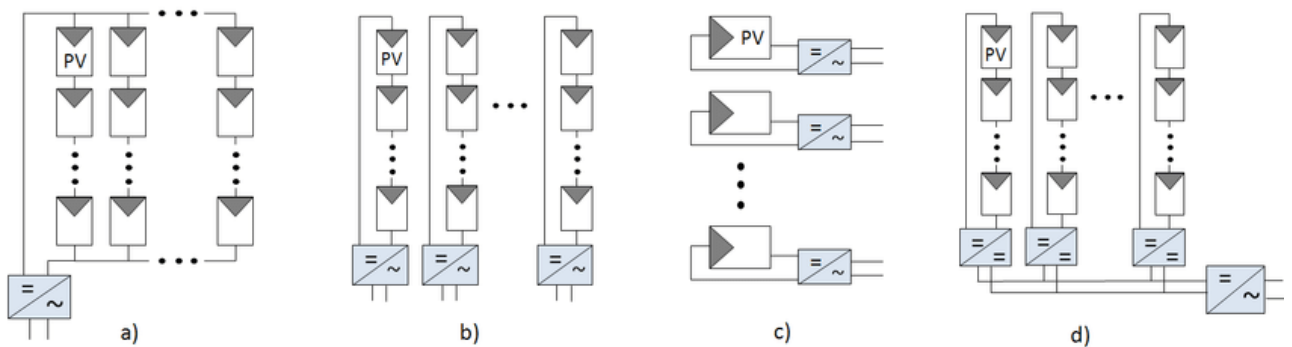 PV
PV
PV
PV
= ~
= ~
= ~
= ~
= ~
= ~
= ~
= =
= =
= =
= ~
a)
b)
c)
d)